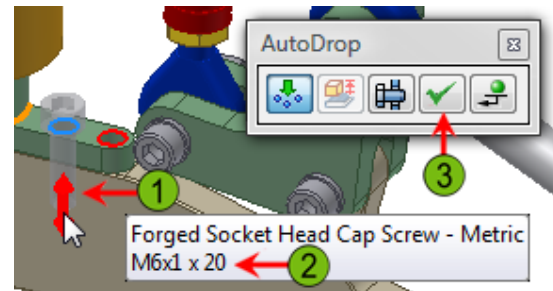 AutoDrop
3
1
Forged Socket Head Cap Screw - Metric
M6x1 x 20
2